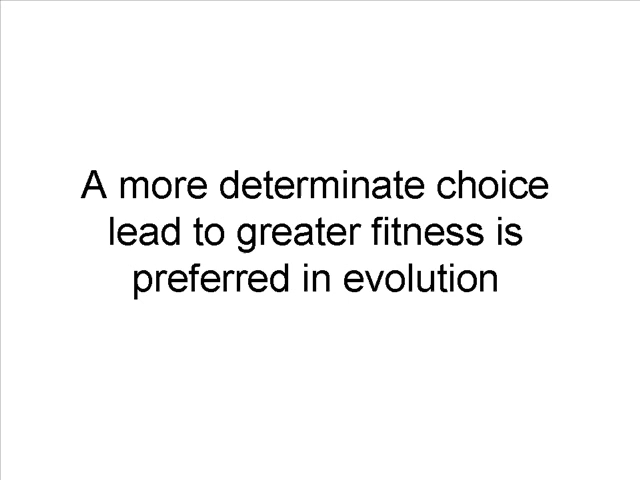 A more determinate choice
lead to greater fitness is
preferred in evolution